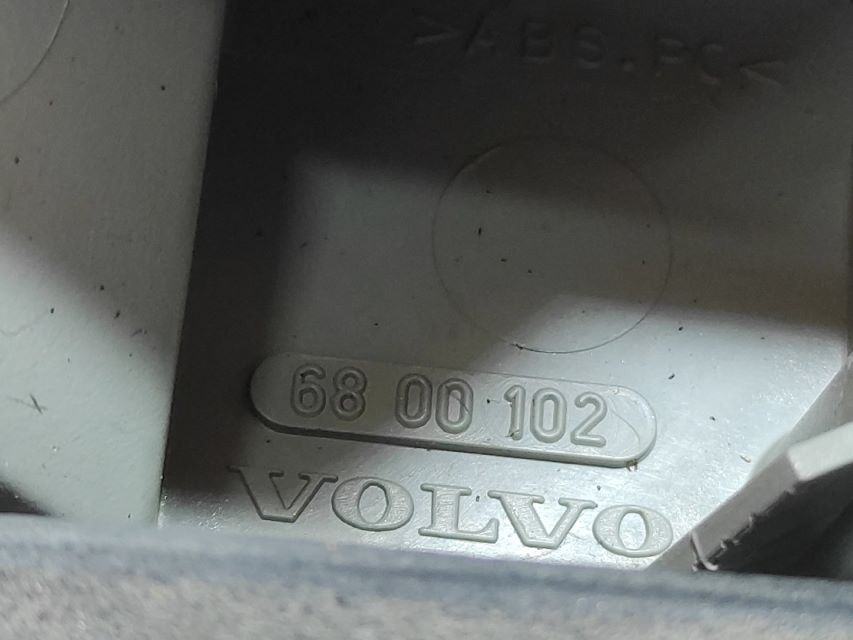 >ABS.PC<
68 00 102
VOLVO